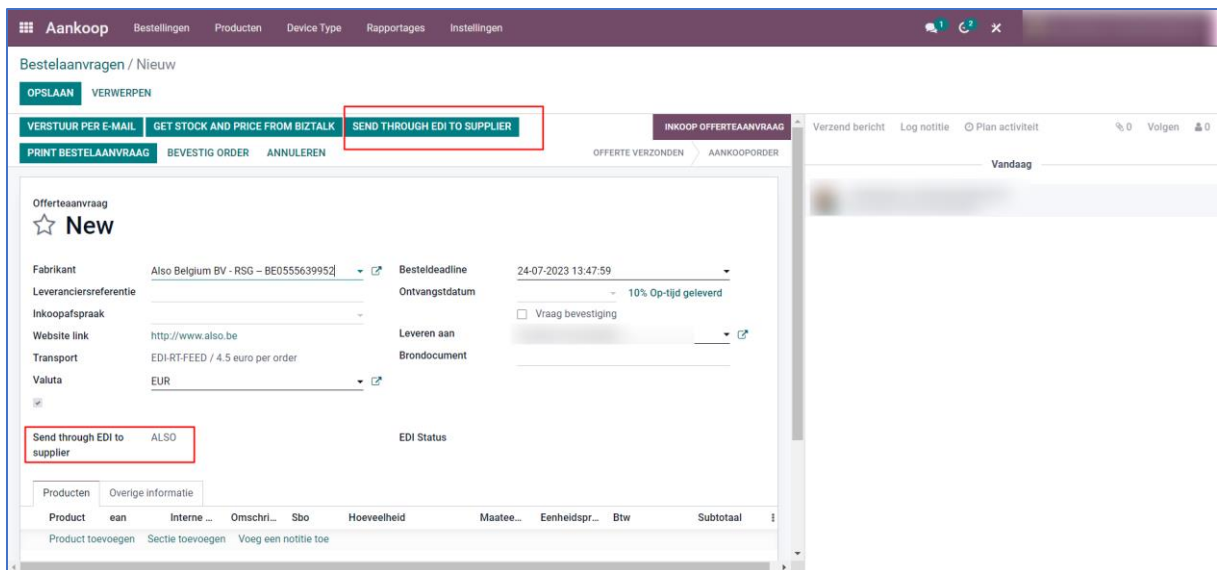 Aankoop Bestellingen Producten Device Type Rapportages Instellingen 1 2
Bestelaanvragen / Nieuw
OPSLAAN VERWERPEN
VERSTUUR PER E-MAIL GET STOCK AND PRICE FROM BIZTALK SEND THROUGH EDI TO SUPPLIER INKOOP OFFERTEAANVRAAG
PRINT BESTELAANVRAAG BEVESTIG ORDER ANNULEREN OFFERTE VERZONDEN AANKOOPORDER
Verzend bericht Log notitie Plan activiteit 0 Volgen 0
Vandaag
Offerteaanvraag
New
Fabrikant Also Belgium BV - RSG – BE0555639952 Besteldeadline 24-07-2023 13:47:59
Leveranciersreferentie Ontvangstdatum 10% Op-tijd geleverd
Inkoopafspraak Vraag bevestiging
Website link http://www.also.be Leveren aan
Transport EDI-RT-FEED / 4.5 euro per order Brondocument
Valuta EUR
Send through EDI to supplier ALSO EDI Status
Producten Overige informatie
Product ean Interne ... Omschri... Sbo Hoeveelheid Maatee... Eenheidspr... Btw Subtotaal
Product toevoegen Sectie toevoegen Voeg een notitie toe